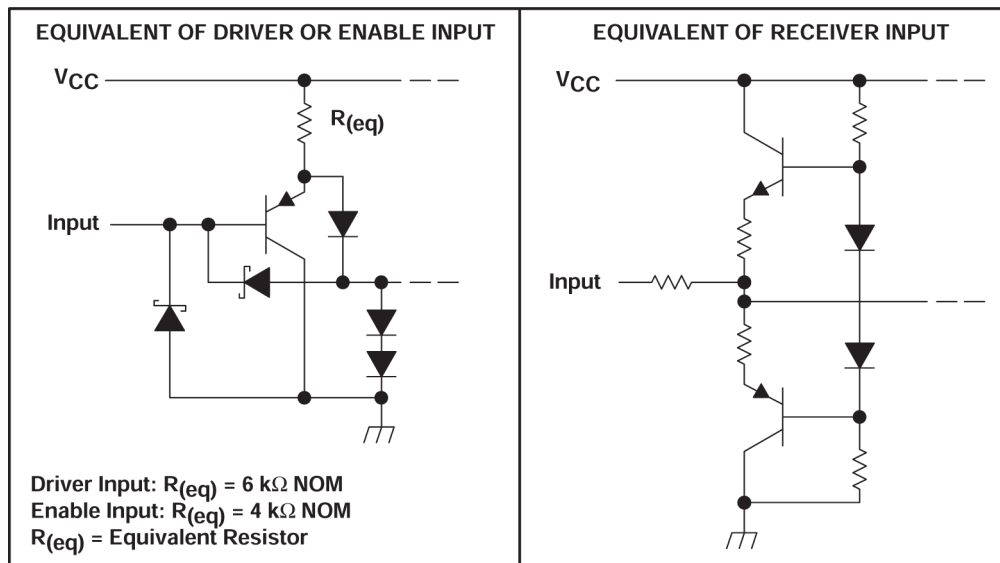 EQUIVALENT OF DRIVER OR ENABLE INPUT
VCC
R(eq)
Input
Driver Input: R(eq) = 6 kΩ NOM
Enable Input: R(eq) = 4 kΩ NOM
R(eq) = Equivalent Resistor
EQUIVALENT OF RECEIVER INPUT
VCC
Input